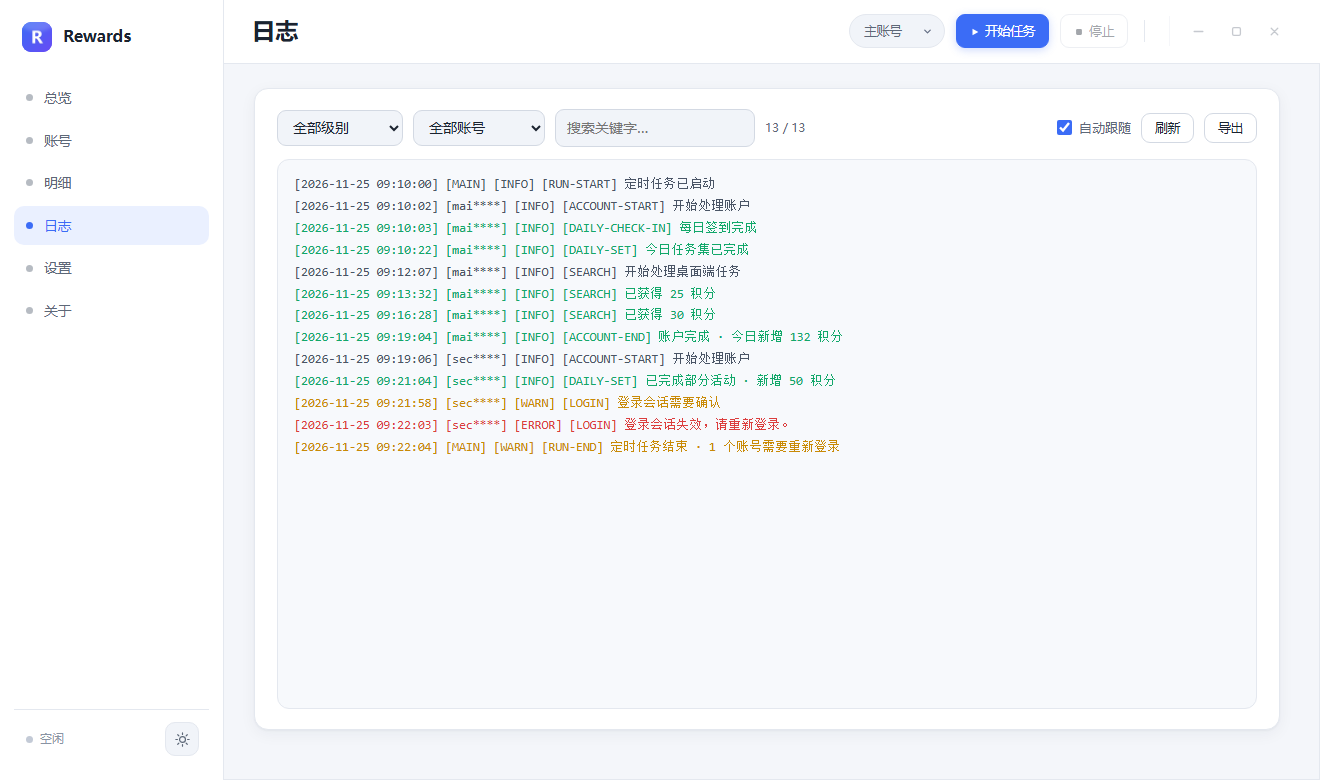 R Rewards
总览
账号
明细
日志
设置
关于
空闲
日志
主账号
开始任务
停止
全部级别
全部账号
搜索关键字...
13 / 13
自动跟随
刷新
导出
[2026-11-25 09:10:00] [MAIN] [INFO] [RUN-START] 定时任务已启动
[2026-11-25 09:10:02] [mai****] [INFO] [ACCOUNT-START] 开始处理账户
[2026-11-25 09:10:03] [mai****] [INFO] [DAILY-CHECK-IN] 每日签到完成
[2026-11-25 09:10:22] [mai****] [INFO] [DAILY-SET] 今日任务集已完成
[2026-11-25 09:12:07] [mai****] [INFO] [SEARCH] 开始处理桌面端任务
[2026-11-25 09:13:32] [mai****] [INFO] [SEARCH] 已获得 25 积分
[2026-11-25 09:16:28] [mai****] [INFO] [SEARCH] 已获得 30 积分
[2026-11-25 09:19:04] [mai****] [INFO] [ACCOUNT-END] 账户完成 · 今日新增 132 积分
[2026-11-25 09:19:06] [sec****] [INFO] [ACCOUNT-START] 开始处理账户
[2026-11-25 09:21:04] [sec****] [INFO] [DAILY-SET] 已完成部分活动 · 新增 50 积分
[2026-11-25 09:21:58] [sec****] [WARN] [LOGIN] 登录会话需要确认
[2026-11-25 09:22:03] [sec****] [ERROR] [LOGIN] 登录会话失效，请重新登录。
[2026-11-25 09:22:04] [MAIN] [WARN] [RUN-END] 定时任务结束 · 1 个账号需要重新登录